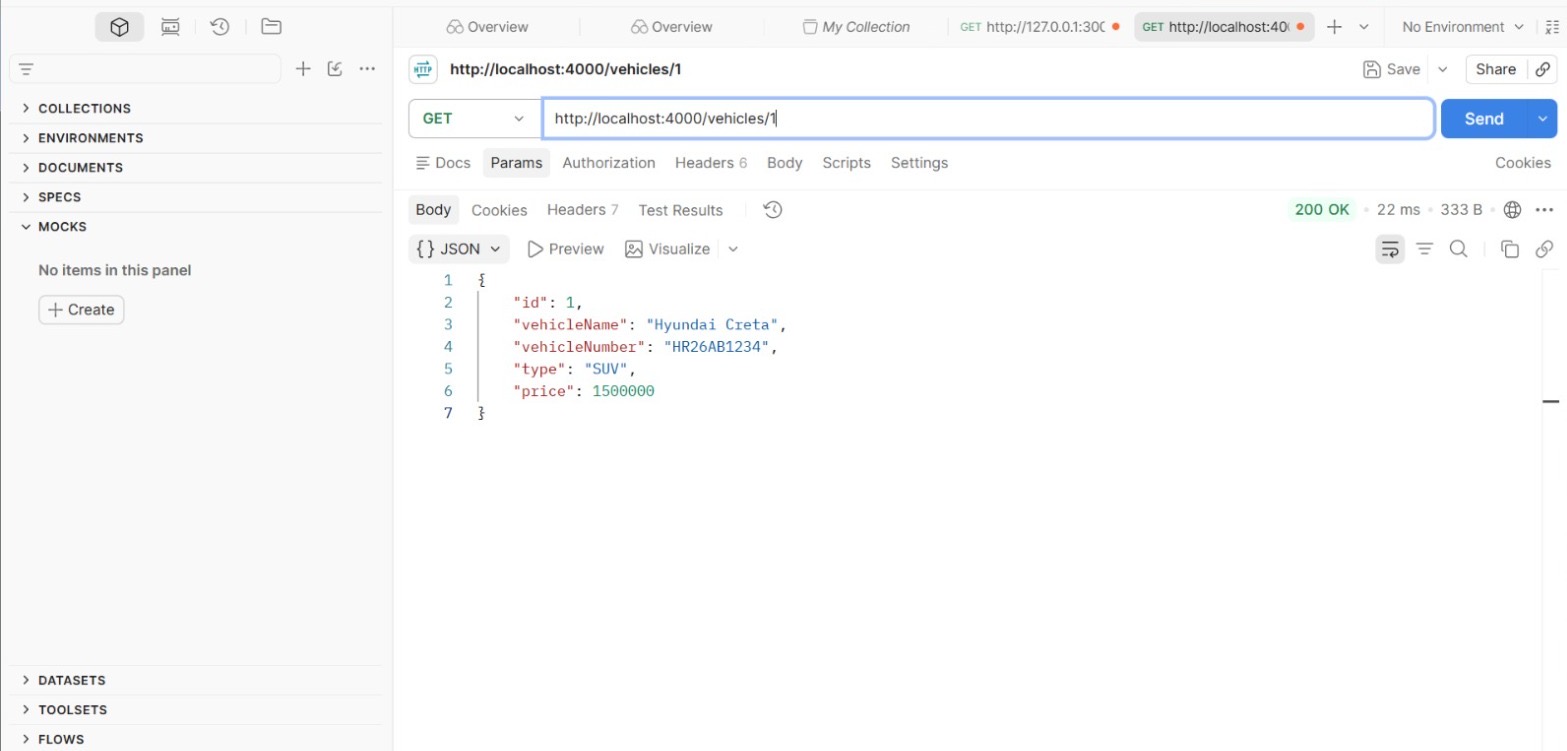 Overview
Overview
My Collection
GET http://127.0.0.1:300
GET http://localhost:40
No Environment
HTTP http://localhost:4000/vehicles/1
Save
Share
COLLECTIONS
ENVIRONMENTS
DOCUMENTS
SPECS
MOCKS
No items in this panel
Create
DATASETS
TOOLSETS
FLOWS
GET http://localhost:4000/vehicles/1 Send
Docs Params Authorization Headers 6 Body Scripts Settings Cookies
Body Cookies Headers 7 Test Results 200 OK • 22 ms • 333 B •
{} JSON Preview Visualize
1 {
2 "id": 1,
3 "vehicleName": "Hyundai Creta",
4 "vehicleNumber": "HR26AB1234",
5 "type": "SUV",
6 "price": 1500000
7 }